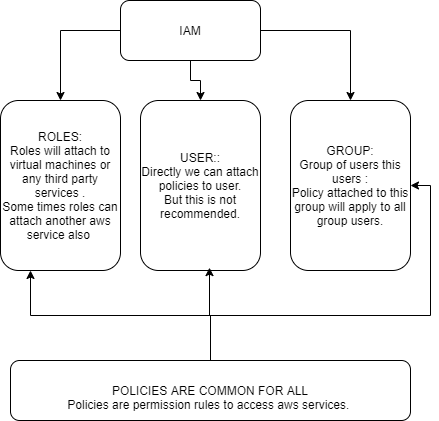 IAM
ROLES:
Roles will attach to
virtual machines or
any third party
services .
Some times roles can
attach another aws
service also
USER::
Directly we can attach
policies to user.
But this is not
recommended.
GROUP:
Group of users this
users :
Policy attached to this
group will apply to all
group users.
POLICIES ARE COMMON FOR ALL
Policies are permission rules to access aws services.